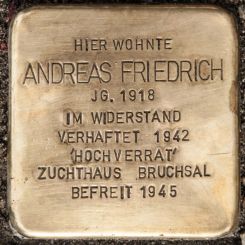 HIER WOHNTE
ANDREAS FRIEDRICH
JG. 1918
IM WIDERSTAND
VERHAFTET 1942
'HOCHVERRAT'
ZUCHTHAUS BRUCHSAL
BEFREIT 1945